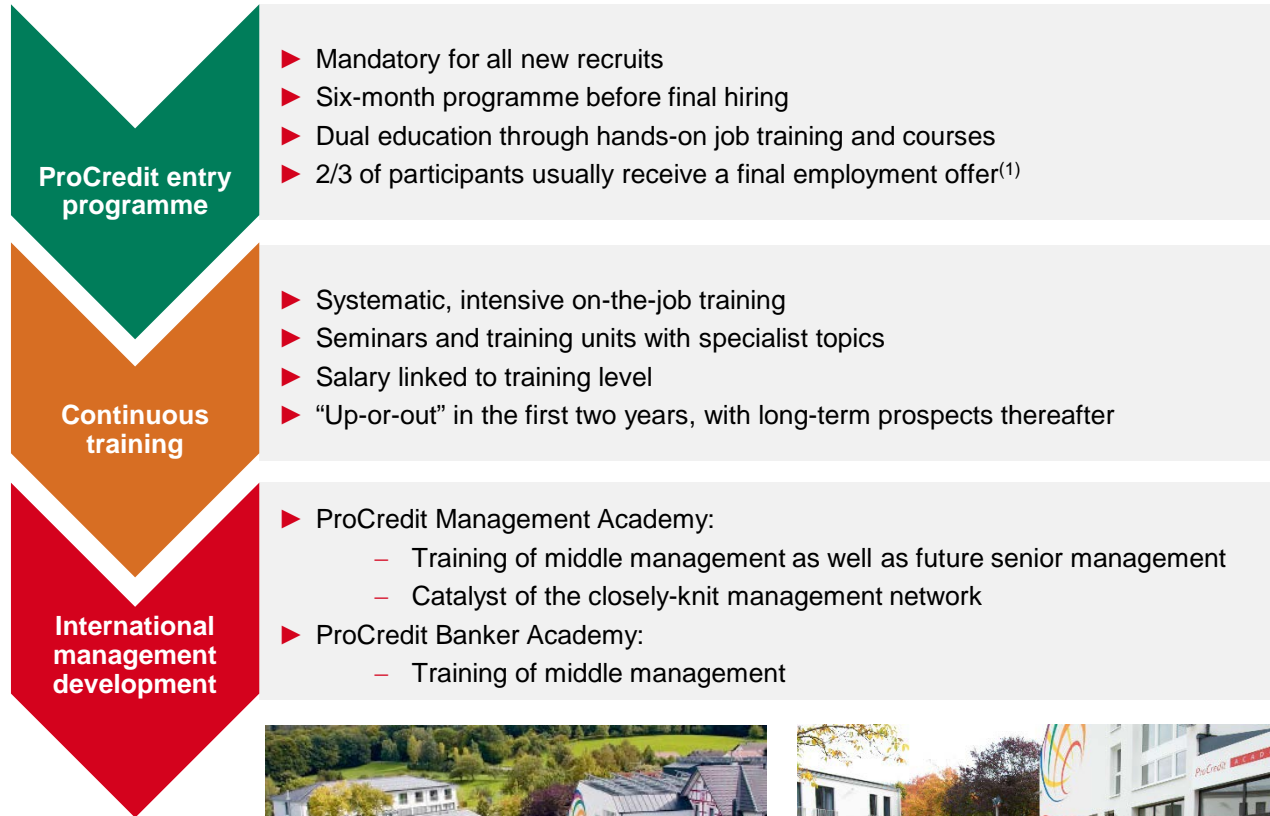 ProCredit entry
programme
► Mandatory for all new recruits
► Six-month programme before final hiring
► Dual education through hands-on job training and courses
► 2/3 of participants usually receive a final employment offer(1)
Continuous
training
► Systematic, intensive on-the-job training
► Seminars and training units with specialist topics
► Salary linked to training level
► “Up-or-out” in the first two years, with long-term prospects thereafter
International
management
development
► ProCredit Management Academy:
– Training of middle management as well as future senior management
– Catalyst of the closely-knit management network
► ProCredit Banker Academy:
– Training of middle management
ProCredit ACAD